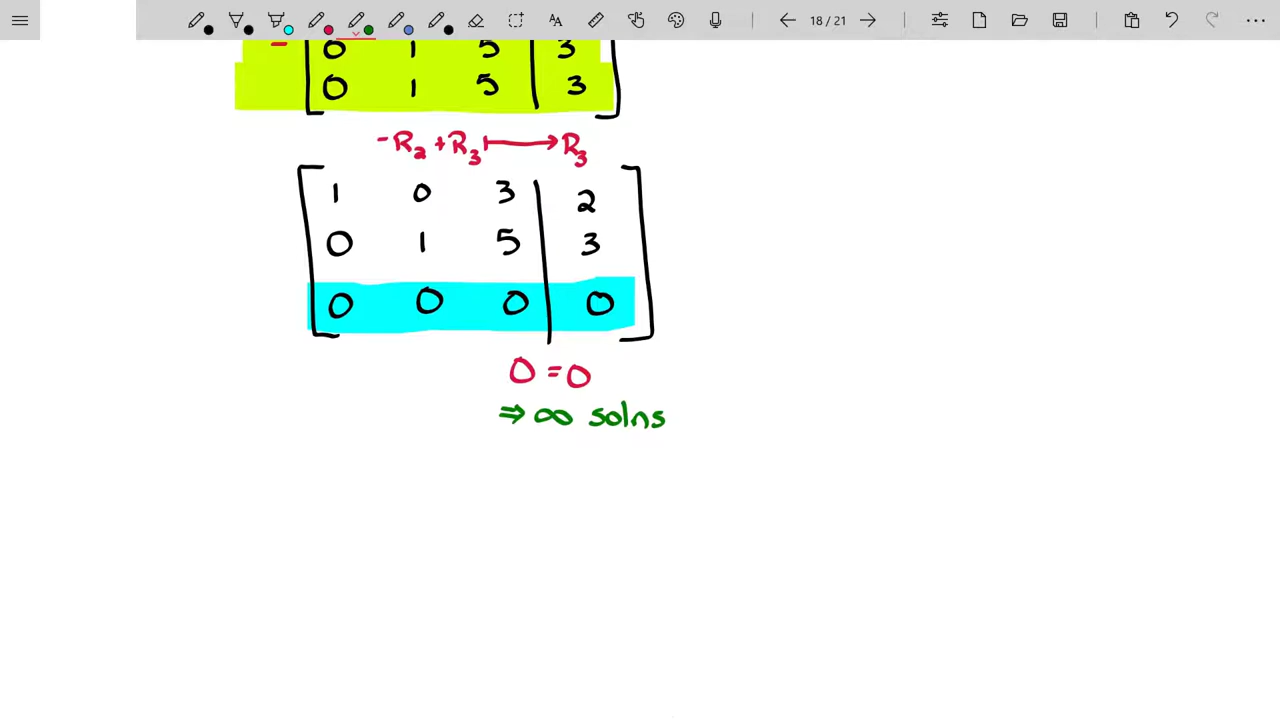 18 / 21
0 1 5 | 3
0 1 5 | 3
-R₂ + R₃ ⟼ R₃
1 0 3 | 2
0 1 5 | 3
0 0 0 | 0
0 = 0
⇒ ∞ solns